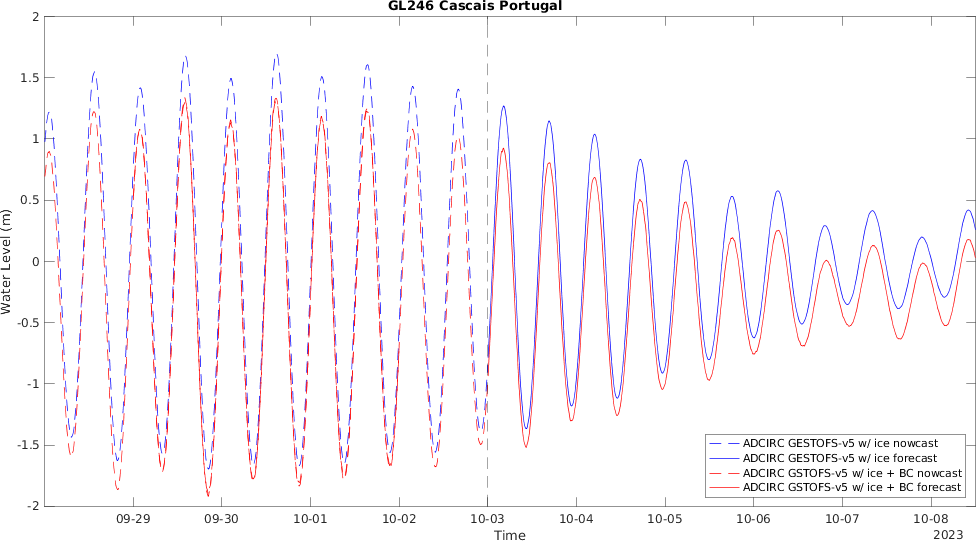 GL246 Cascais Portugal
2
1.5
1
0.5
0
-0.5
-1
-1.5
-2
Water Level (m)
09-29 09-30 10-01 10-02 10-03 10-04 10-05 10-06 10-07 10-08
Time
2023
ADCIRC GESTOFS-v5 w/ ice nowcast
ADCIRC GESTOFS-v5 w/ ice forecast
ADCIRC GSTOFS-v5 w/ ice + BC nowcast
ADCIRC GSTOFS-v5 w/ ice + BC forecast